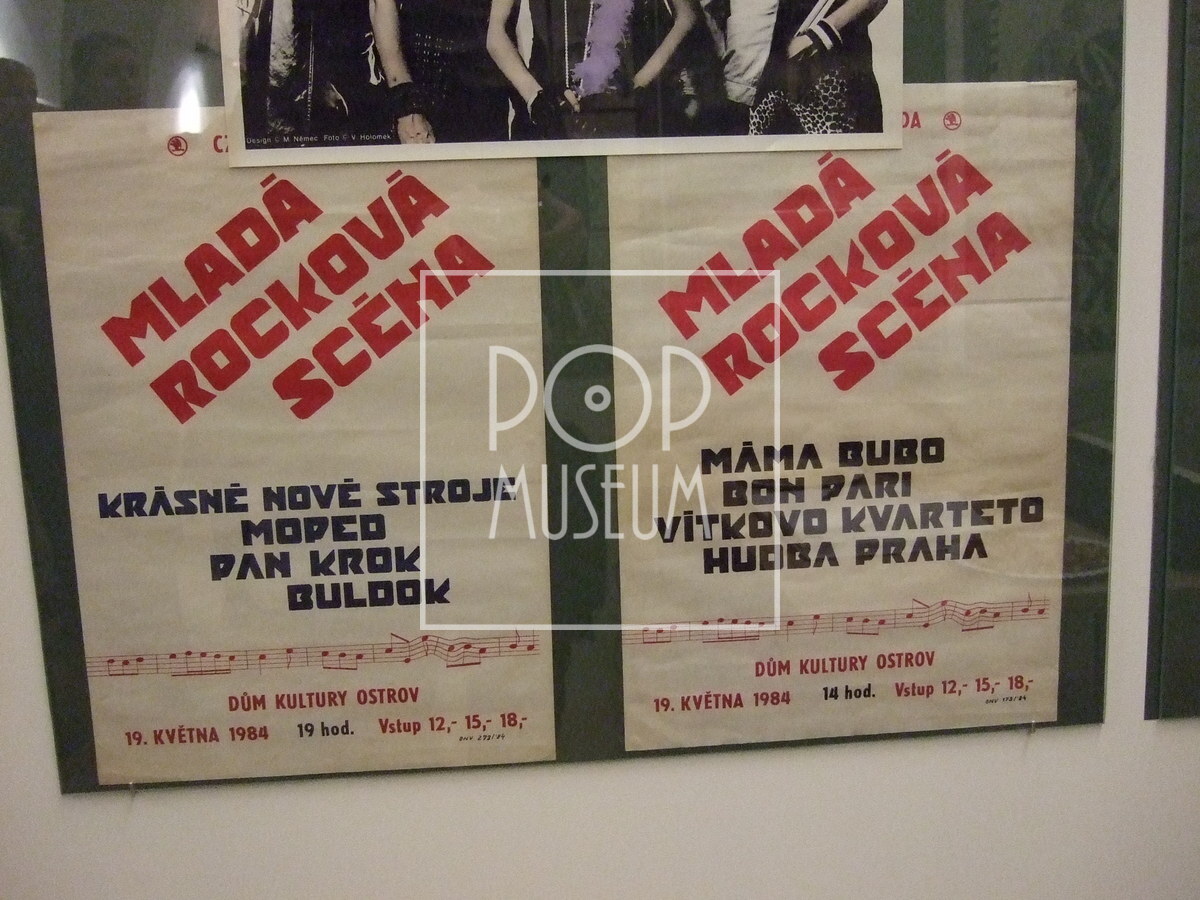 Design © M. Němec Foto © V. Holomek
MLADÁ
ROCKOVÁ
SCÉNA
KRÁSNÉ NOVÉ STROJE
MOPED
PAN KROK
BULDOK
DŮM KULTURY OSTROV
19. KVĚTNA 1984 19 hod. Vstup 12,- 15,- 18,-
MLADÁ
ROCKOVÁ
SCÉNA
MÁMA BUBO
BON PARI
VÍTKOVO KVARTETO
HUDBA PRAHA
DŮM KULTURY OSTROV
19. KVĚTNA 1984 14 hod. Vstup 12,- 15,- 18,-
POP
MUSEUM